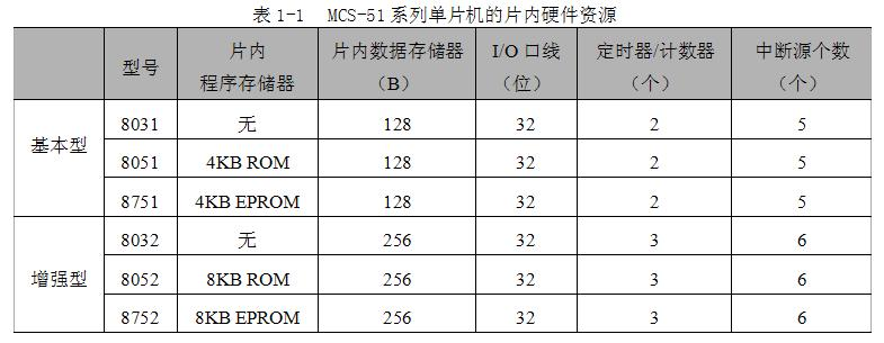 表 1-1 MCS-51 系列单片机的片内硬件资源
型号 片内 程序存储器 片内数据存储器 (B) I/O 口线 (位) 定时器/计数器 (个) 中断源个数 (个)
基本型 8031 无 128 32 2 5
8051 4KB ROM 128 32 2 5
8751 4KB EPROM 128 32 2 5
增强型 8032 无 256 32 3 6
8052 8KB ROM 256 32 3 6
8752 8KB EPROM 256 32 3 6